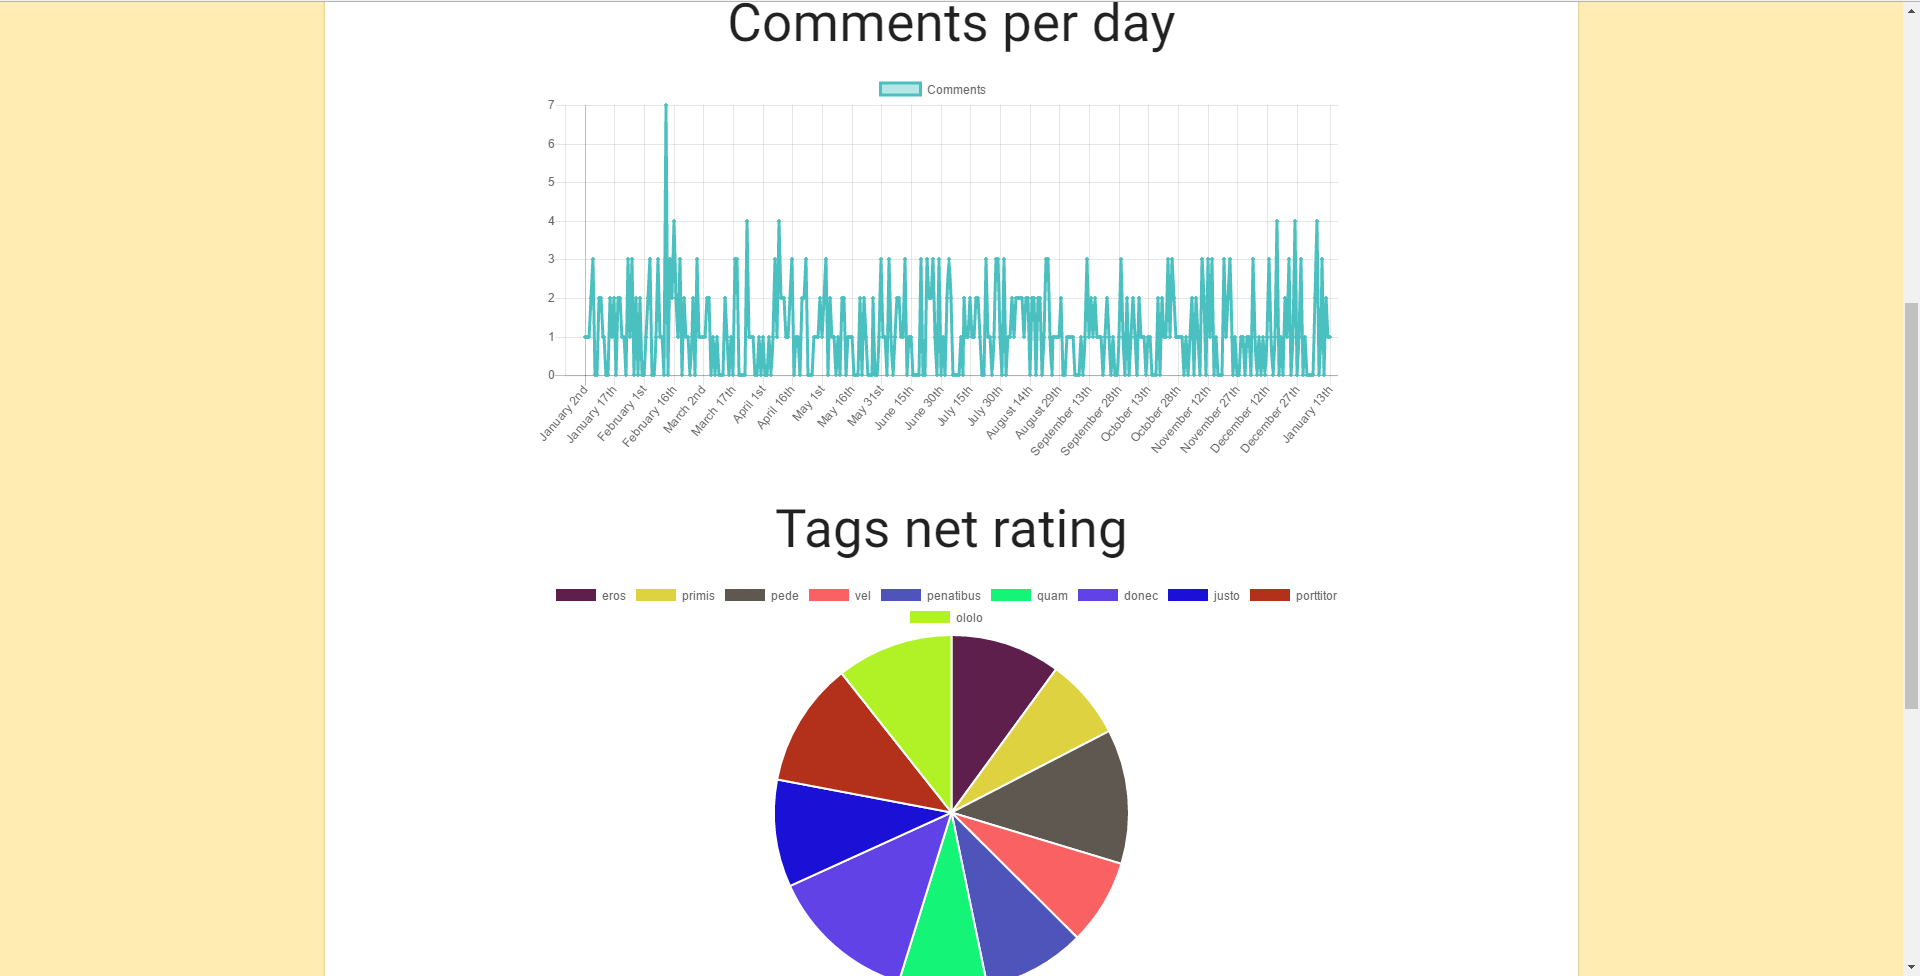 Comments per day
Comments
7
6
5
4
3
2
1
0
January 2nd
January 17th
February 1st
February 16th
March 2nd
March 17th
April 1st
April 16th
May 1st
May 16th
May 31st
June 15th
June 30th
July 15th
July 30th
August 14th
August 29th
September 13th
September 28th
October 13th
October 28th
November 12th
November 27th
December 12th
December 27th
January 13th
Tags net rating
eros primis pede vel penatibus quam donec justo porttitor
ololo